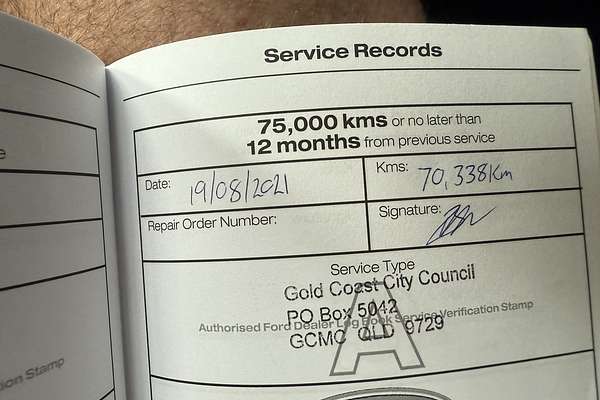 Service Records
75,000 kms or no later than
12 months from previous service
Date: 19/08/2021
Kms: 70,338Km
Repair Order Number:
Signature:
Service Type
A
Gold Coast City Council
PO Box 5042
Authorised Ford Dealer Log Book Service Verification Stamp
GCMC QLD 9729
ion Stamp